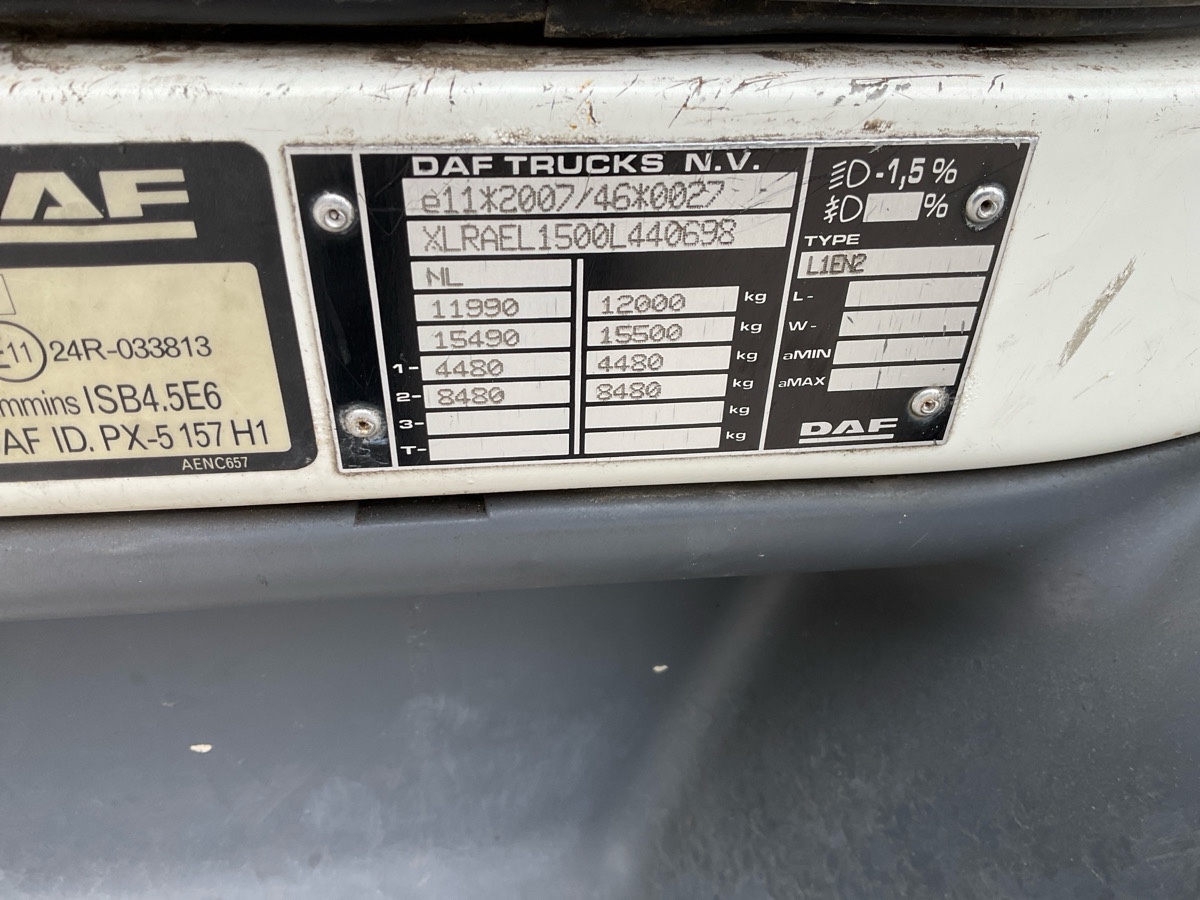 AF
11
24R-033813
mmins ISB4.5E6
AF ID. PX-5 157 H1
AENC657
DAF TRUCKS N.V.
e11*2007/46*0027
XLRAEL1500L440698
NL
11990 12000 kg
15490 15500 kg
1- 4480 4480 kg
2- 8480 8480 kg
3- kg
T- kg
-1,5 %
%
TYPE
L1EN2
L-
W-
aMIN
aMAX
DAF